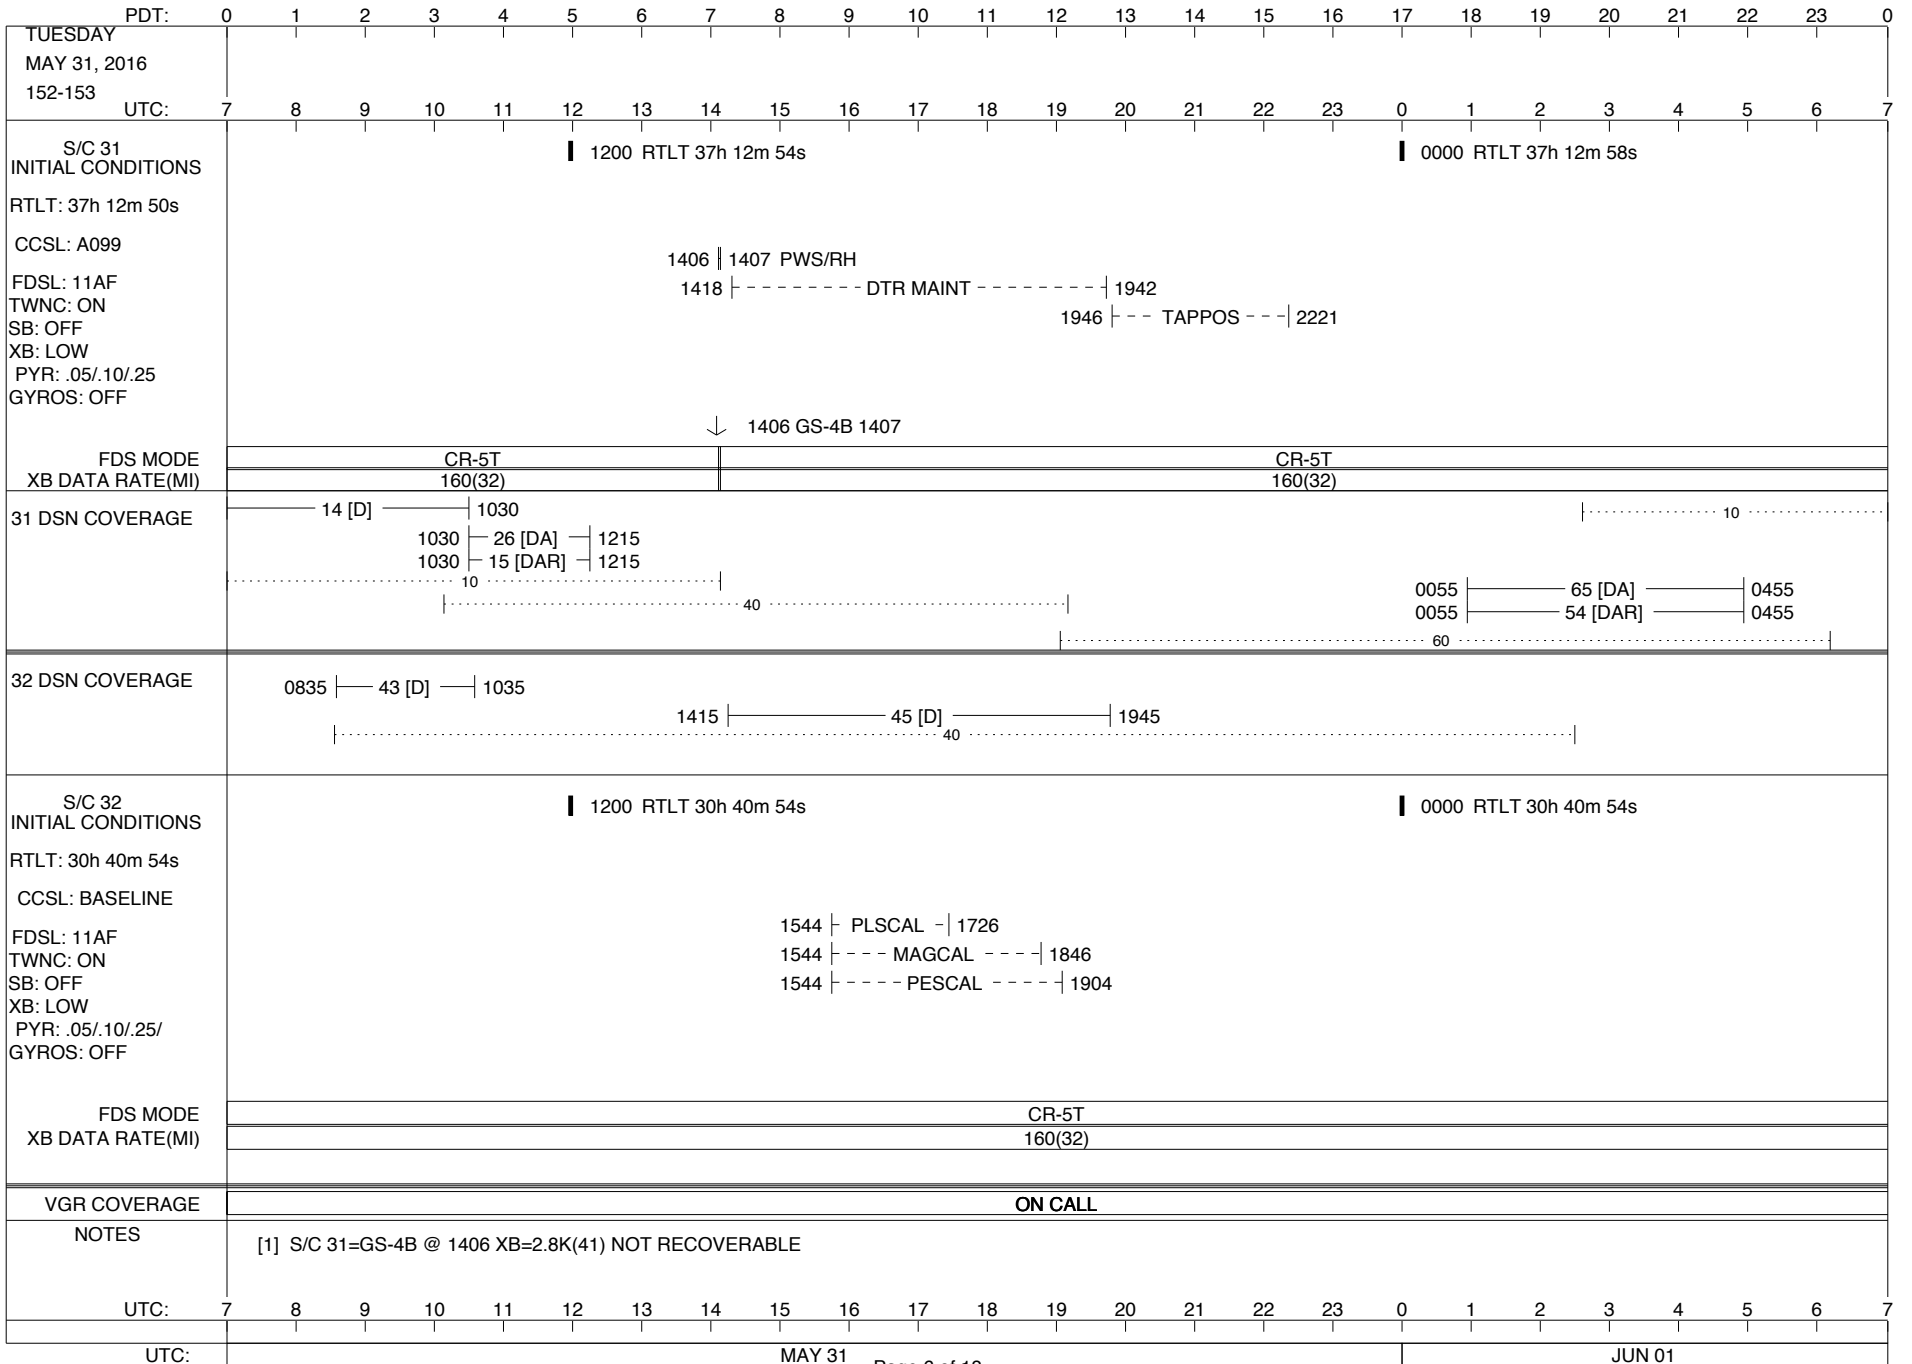 PDT: 0 1 2 3 4 5 6 7 8 9 10 11 12 13 14 15 16 17 18 19 20 21 22 23 0
TUESDAY
MAY 31, 2016
152-153
UTC: 7 8 9 10 11 12 13 14 15 16 17 18 19 20 21 22 23 0 1 2 3 4 5 6 7
S/C 31
INITIAL CONDITIONS
1200 RTLT 37h 12m 54s
0000 RTLT 37h 12m 58s
RTLT: 37h 12m 50s
CCSL: A099
1406 1407 PWS/RH
FDSL: 11AF
1418 DTR MAINT 1942
TWNC: ON
1946 TAPPOS 2221
SB: OFF
XB: LOW
PYR: .05/.10/.25
GYROS: OFF
1406 GS-4B 1407
FDS MODE CR-5T CR-5T
XB DATA RATE(MI) 160(32) 160(32)
31 DSN COVERAGE
14 [D] 1030
10
1030 26 [DA] 1215
1030 15 [DAR] 1215
10
0055 65 [DA] 0455
40
0055 54 [DAR] 0455
60
32 DSN COVERAGE
0835 43 [D] 1035
1415 45 [D] 1945
40
S/C 32
INITIAL CONDITIONS
1200 RTLT 30h 40m 54s
0000 RTLT 30h 40m 54s
RTLT: 30h 40m 54s
CCSL: BASELINE
1544 PLSCAL 1726
FDSL: 11AF
1544 MAGCAL 1846
TWNC: ON
1544 PESCAL 1904
SB: OFF
XB: LOW
PYR: .05/.10/.25/
GYROS: OFF
FDS MODE CR-5T
XB DATA RATE(MI) 160(32)
VGR COVERAGE ON CALL
NOTES
[1] S/C 31=GS-4B @ 1406 XB=2.8K(41) NOT RECOVERABLE
UTC: 7 8 9 10 11 12 13 14 15 16 17 18 19 20 21 22 23 0 1 2 3 4 5 6 7
UTC: MAY 31 JUN 01